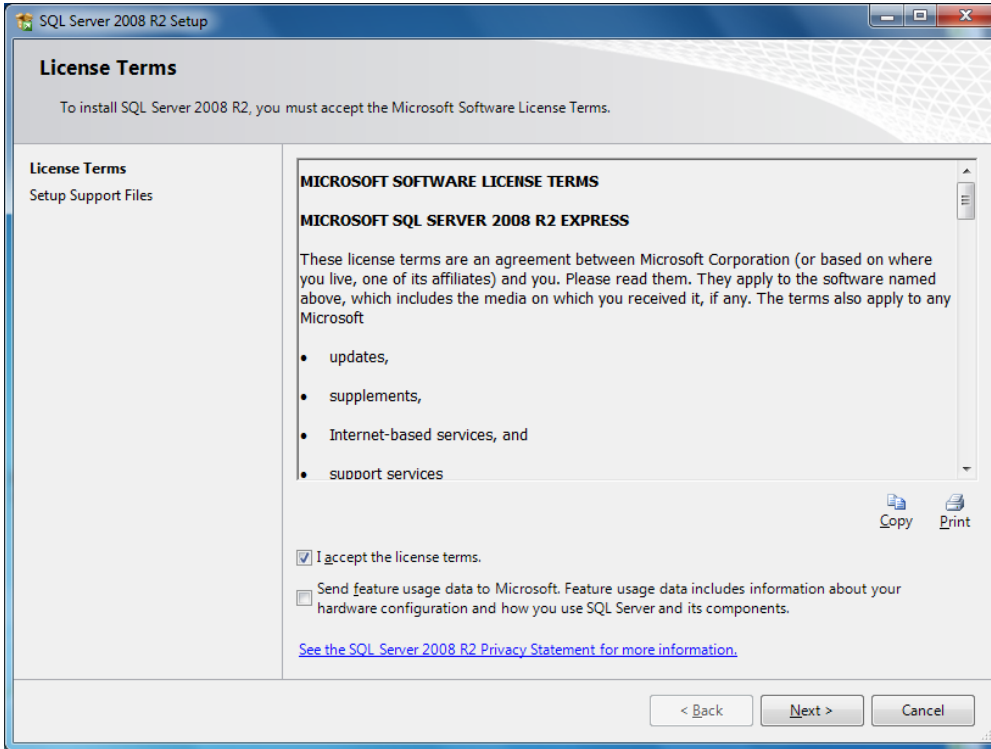 SQL Server 2008 R2 Setup
License Terms
To install SQL Server 2008 R2, you must accept the Microsoft Software License Terms.
License Terms
Setup Support Files
MICROSOFT SOFTWARE LICENSE TERMS
MICROSOFT SQL SERVER 2008 R2 EXPRESS
These license terms are an agreement between Microsoft Corporation (or based on where
you live, one of its affiliates) and you. Please read them. They apply to the software named
above, which includes the media on which you received it, if any. The terms also apply to any
Microsoft
• updates,
• supplements,
• Internet-based services, and
• support services
Copy
Print
I accept the license terms.
Send feature usage data to Microsoft. Feature usage data includes information about your
hardware configuration and how you use SQL Server and its components.
See the SQL Server 2008 R2 Privacy Statement for more information.
< Back
Next >
Cancel